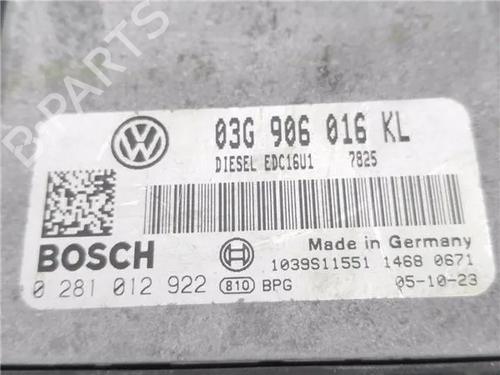 B-PARTS
03G 906 016 KL
DIESEL EDC16U1 7825
BOSCH
Made in Germany
1039S11551 1468 0671
0 281 012 922 810 BPG 05-10-23